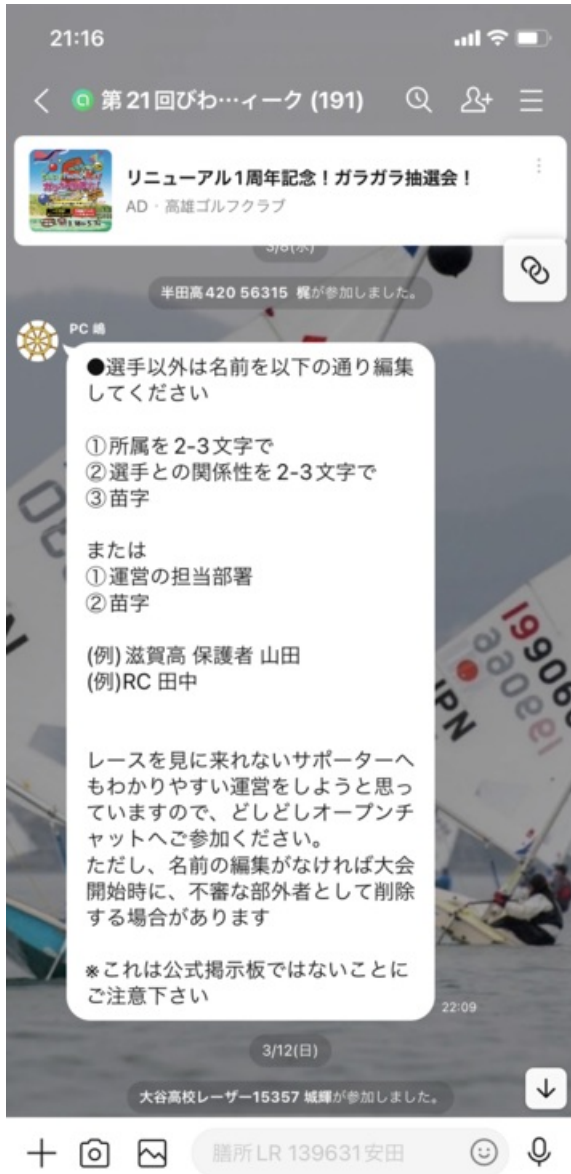 21:16
第21回びわ…ィーク (191)
リニューアル1周年記念！ガラガラ抽選会！
AD・高雄ゴルフクラブ
3/8(水)
半田高420 56315 梶が参加しました。
PC 嶋
●選手以外は名前を以下の通り編集
してください
①所属を2-3文字で
②選手との関係性を2-3文字で
③苗字
または
①運営の担当部署
②苗字
(例) 滋賀高 保護者 山田
(例)RC 田中
レースを見に来れないサポーターへ
もわかりやすい運営をしようと思っ
ていますので、どしどしオープンチ
ャットへご参加ください。
ただし、名前の編集がなければ大会
開始時に、不審な部外者として削除
する場合があります
※これは公式掲示板ではないことに
ご注意下さい
22:09
3/12(日)
大谷高校レーザー15357 城輝が参加しました。
膳所LR 139631安田